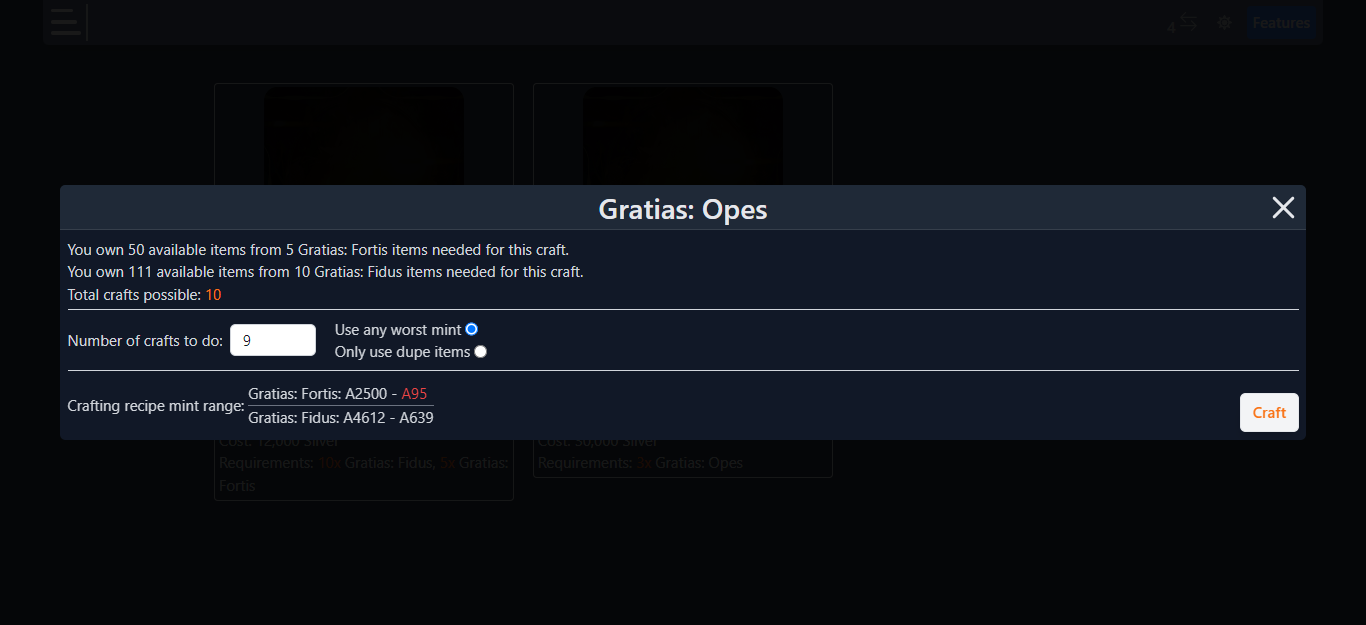 4
Features
Gratias: Opes
You own 50 available items from 5 Gratias: Fortis items needed for this craft.
You own 111 available items from 10 Gratias: Fidus items needed for this craft.
Total crafts possible: 10
Number of crafts to do: 9
Use any worst mint
Only use dupe items
Crafting recipe mint range:
Gratias: Fortis: A2500 - A95
Gratias: Fidus: A4612 - A639
Craft
Cost: 12,000 Silver
Requirements: 10x Gratias: Fidus, 5x Gratias:
Fortis
Cost: 30,000 Silver
Requirements: 3x Gratias: Opes